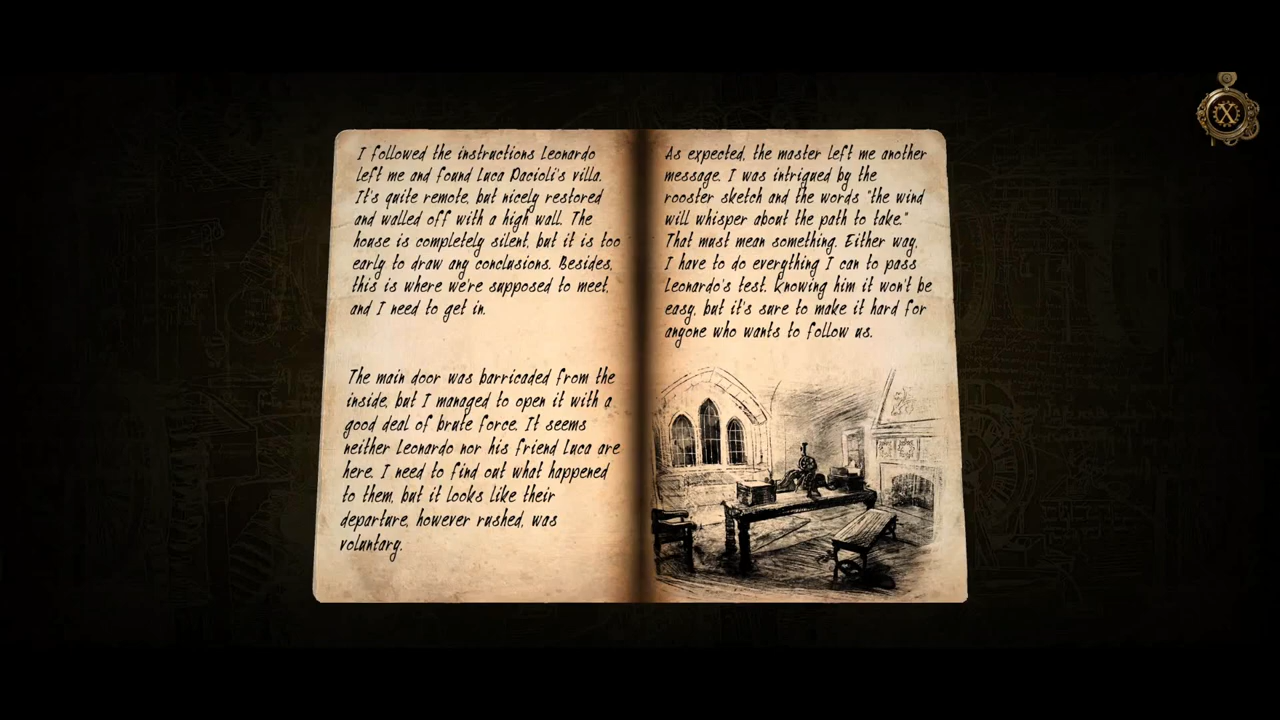 I followed the instructions Leonardo
left me and found Luca Pacioli's villa.
It's quite remote, but nicely restored
and walled off with a high wall. The
house is completely silent, but it is too
early to draw any conclusions. Besides,
this is where we're supposed to meet,
and I need to get in.
The main door was barricaded from the
inside, but I managed to open it with a
good deal of brute force. It seems
neither Leonardo nor his friend Luca are
here. I need to find out what happened
to them, but it looks like their
departure, however rushed, was
voluntary.
As expected, the master left me another
message. I was intrigued by the
rooster sketch and the words "the wind
will whisper about the path to take."
That must mean something. Either way,
I have to do everything I can to pass
Leonardo's test. Knowing him it won't be
easy, but it's sure to make it hard for
anyone who wants to follow us.
X